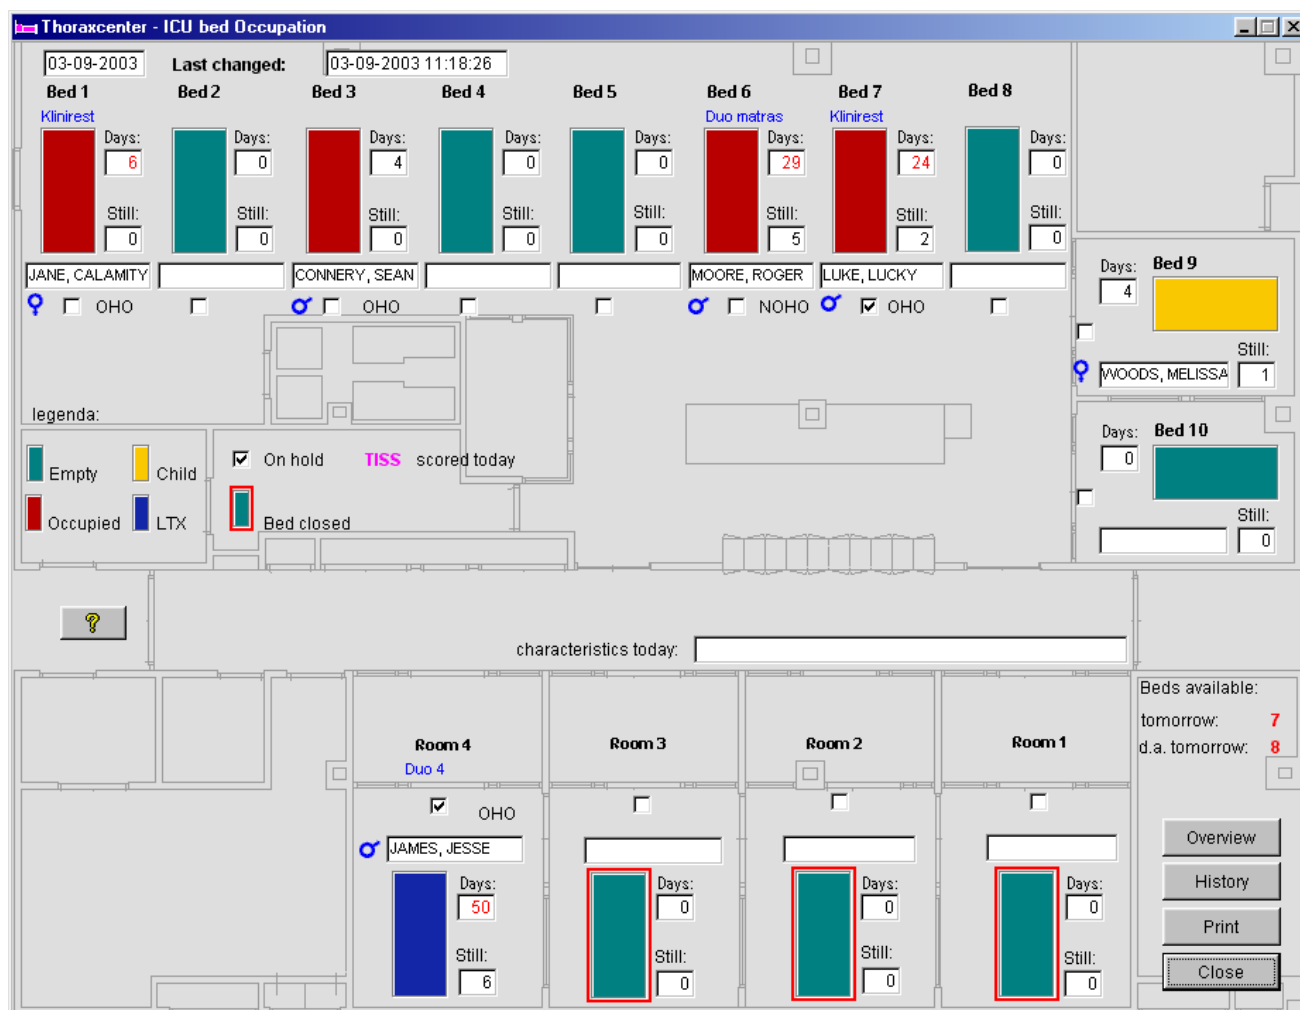 Thoraxcenter - ICU bed Occupation
03-09-2003 Last changed: 03-09-2003 11:18:26
Bed 1 Bed 2 Bed 3 Bed 4 Bed 5 Bed 6 Bed 7 Bed 8
Klinirest Duo matras Klinirest
Days: Days: Days: Days: Days: Days: Days: Days:
6 0 4 0 0 29 24 0
Still: Still: Still: Still: Still: Still: Still: Still:
0 0 0 0 0 5 2 0
JANE, CALAMITY CONNERY, SEAN MOORE, ROGER LUKE, LUCKY
OHO OHO NOHO OHO
Days: Bed 9
4
Still:
WOODS, MELISSA 1
legenda:
Empty Child
Occupied LTX
On hold TISS scored today
Bed closed
Days: Bed 10
0
Still:
0
?
characteristics today:
Beds available:
tomorrow: 7
d.a. tomorrow: 8
Room 4 Room 3 Room 2 Room 1
Duo 4
OHO
JAMES, JESSE
Days: Days: Days: Days:
50 0 0 0
Still: Still: Still: Still:
6 0 0 0
Overview
History
Print
Close